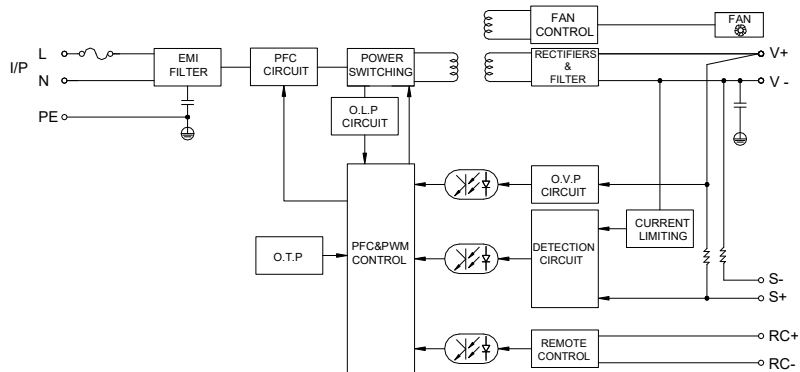 FAN
CONTROL
FAN
I/P
L
N
PE
EMI
FILTER
PFC
CIRCUIT
POWER
SWITCHING
RECTIFIERS
&
FILTER
V+
V -
O.L.P
CIRCUIT
O.V.P
CIRCUIT
PFC&PWM
CONTROL
O.T.P
DETECTION
CIRCUIT
CURRENT
LIMITING
S-
S+
REMOTE
CONTROL
RC+
RC-